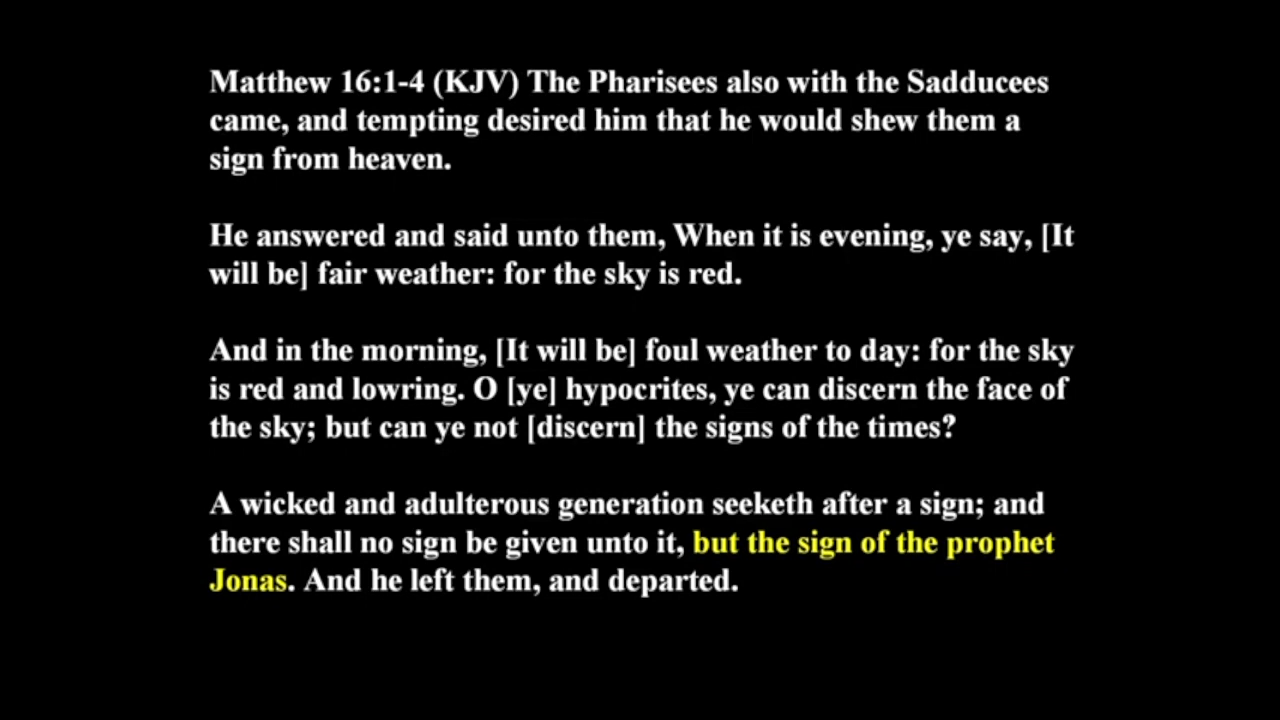 Matthew 16:1-4 (KJV) The Pharisees also with the Sadducees
came, and tempting desired him that he would shew them a
sign from heaven.
He answered and said unto them, When it is evening, ye say, [It
will be] fair weather: for the sky is red.
And in the morning, [It will be] foul weather to day: for the sky
is red and lowring. O [ye] hypocrites, ye can discern the face of
the sky; but can ye not [discern] the signs of the times?
A wicked and adulterous generation seeketh after a sign; and
there shall no sign be given unto it, but the sign of the prophet
Jonas. And he left them, and departed.